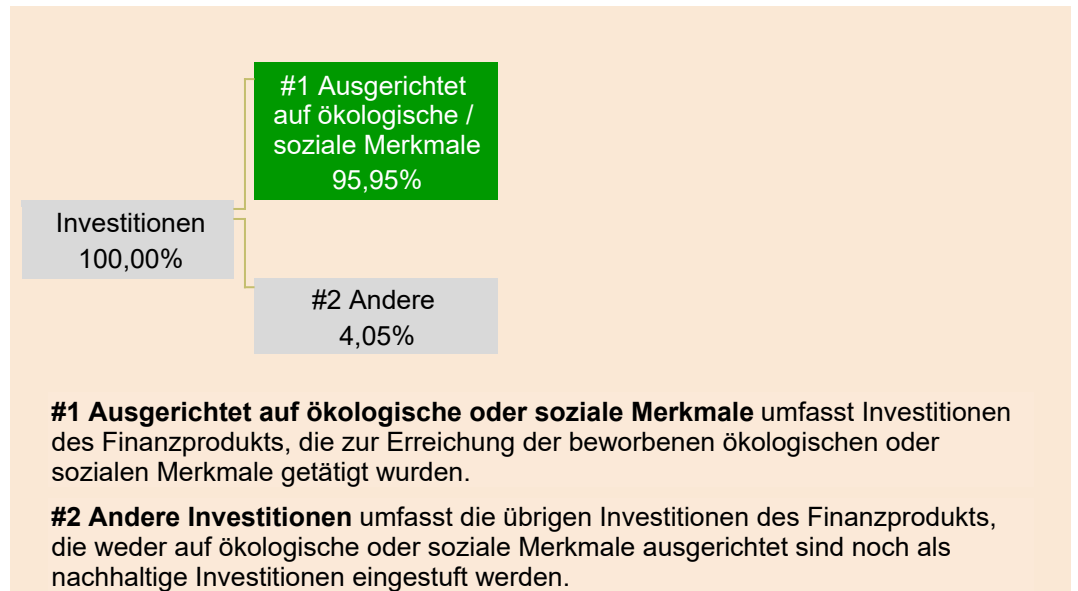 #1 Ausgerichtet
auf ökologische /
soziale Merkmale
95,95%
Investitionen
100,00%
#2 Andere
4,05%
#1 Ausgerichtet auf ökologische oder soziale Merkmale umfasst Investitionen
des Finanzprodukts, die zur Erreichung der beworbenen ökologischen oder
sozialen Merkmale getätigt wurden.
#2 Andere Investitionen umfasst die übrigen Investitionen des Finanzprodukts,
die weder auf ökologische oder soziale Merkmale ausgerichtet sind noch als
nachhaltige Investitionen eingestuft werden.